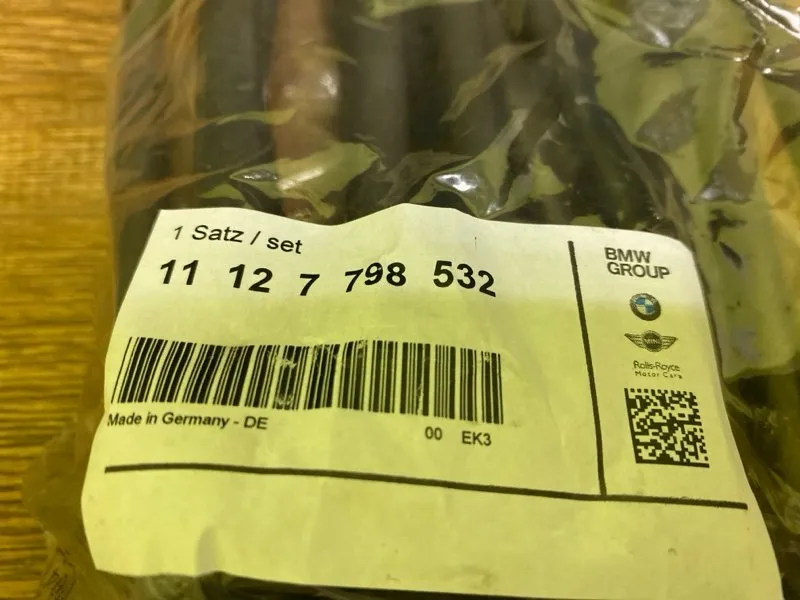 1 Satz / set
11 12 7 798 532
Made in Germany - DE
00 EK3
BMW
GROUP
MINI
Rolls-Royce
Motor Cars